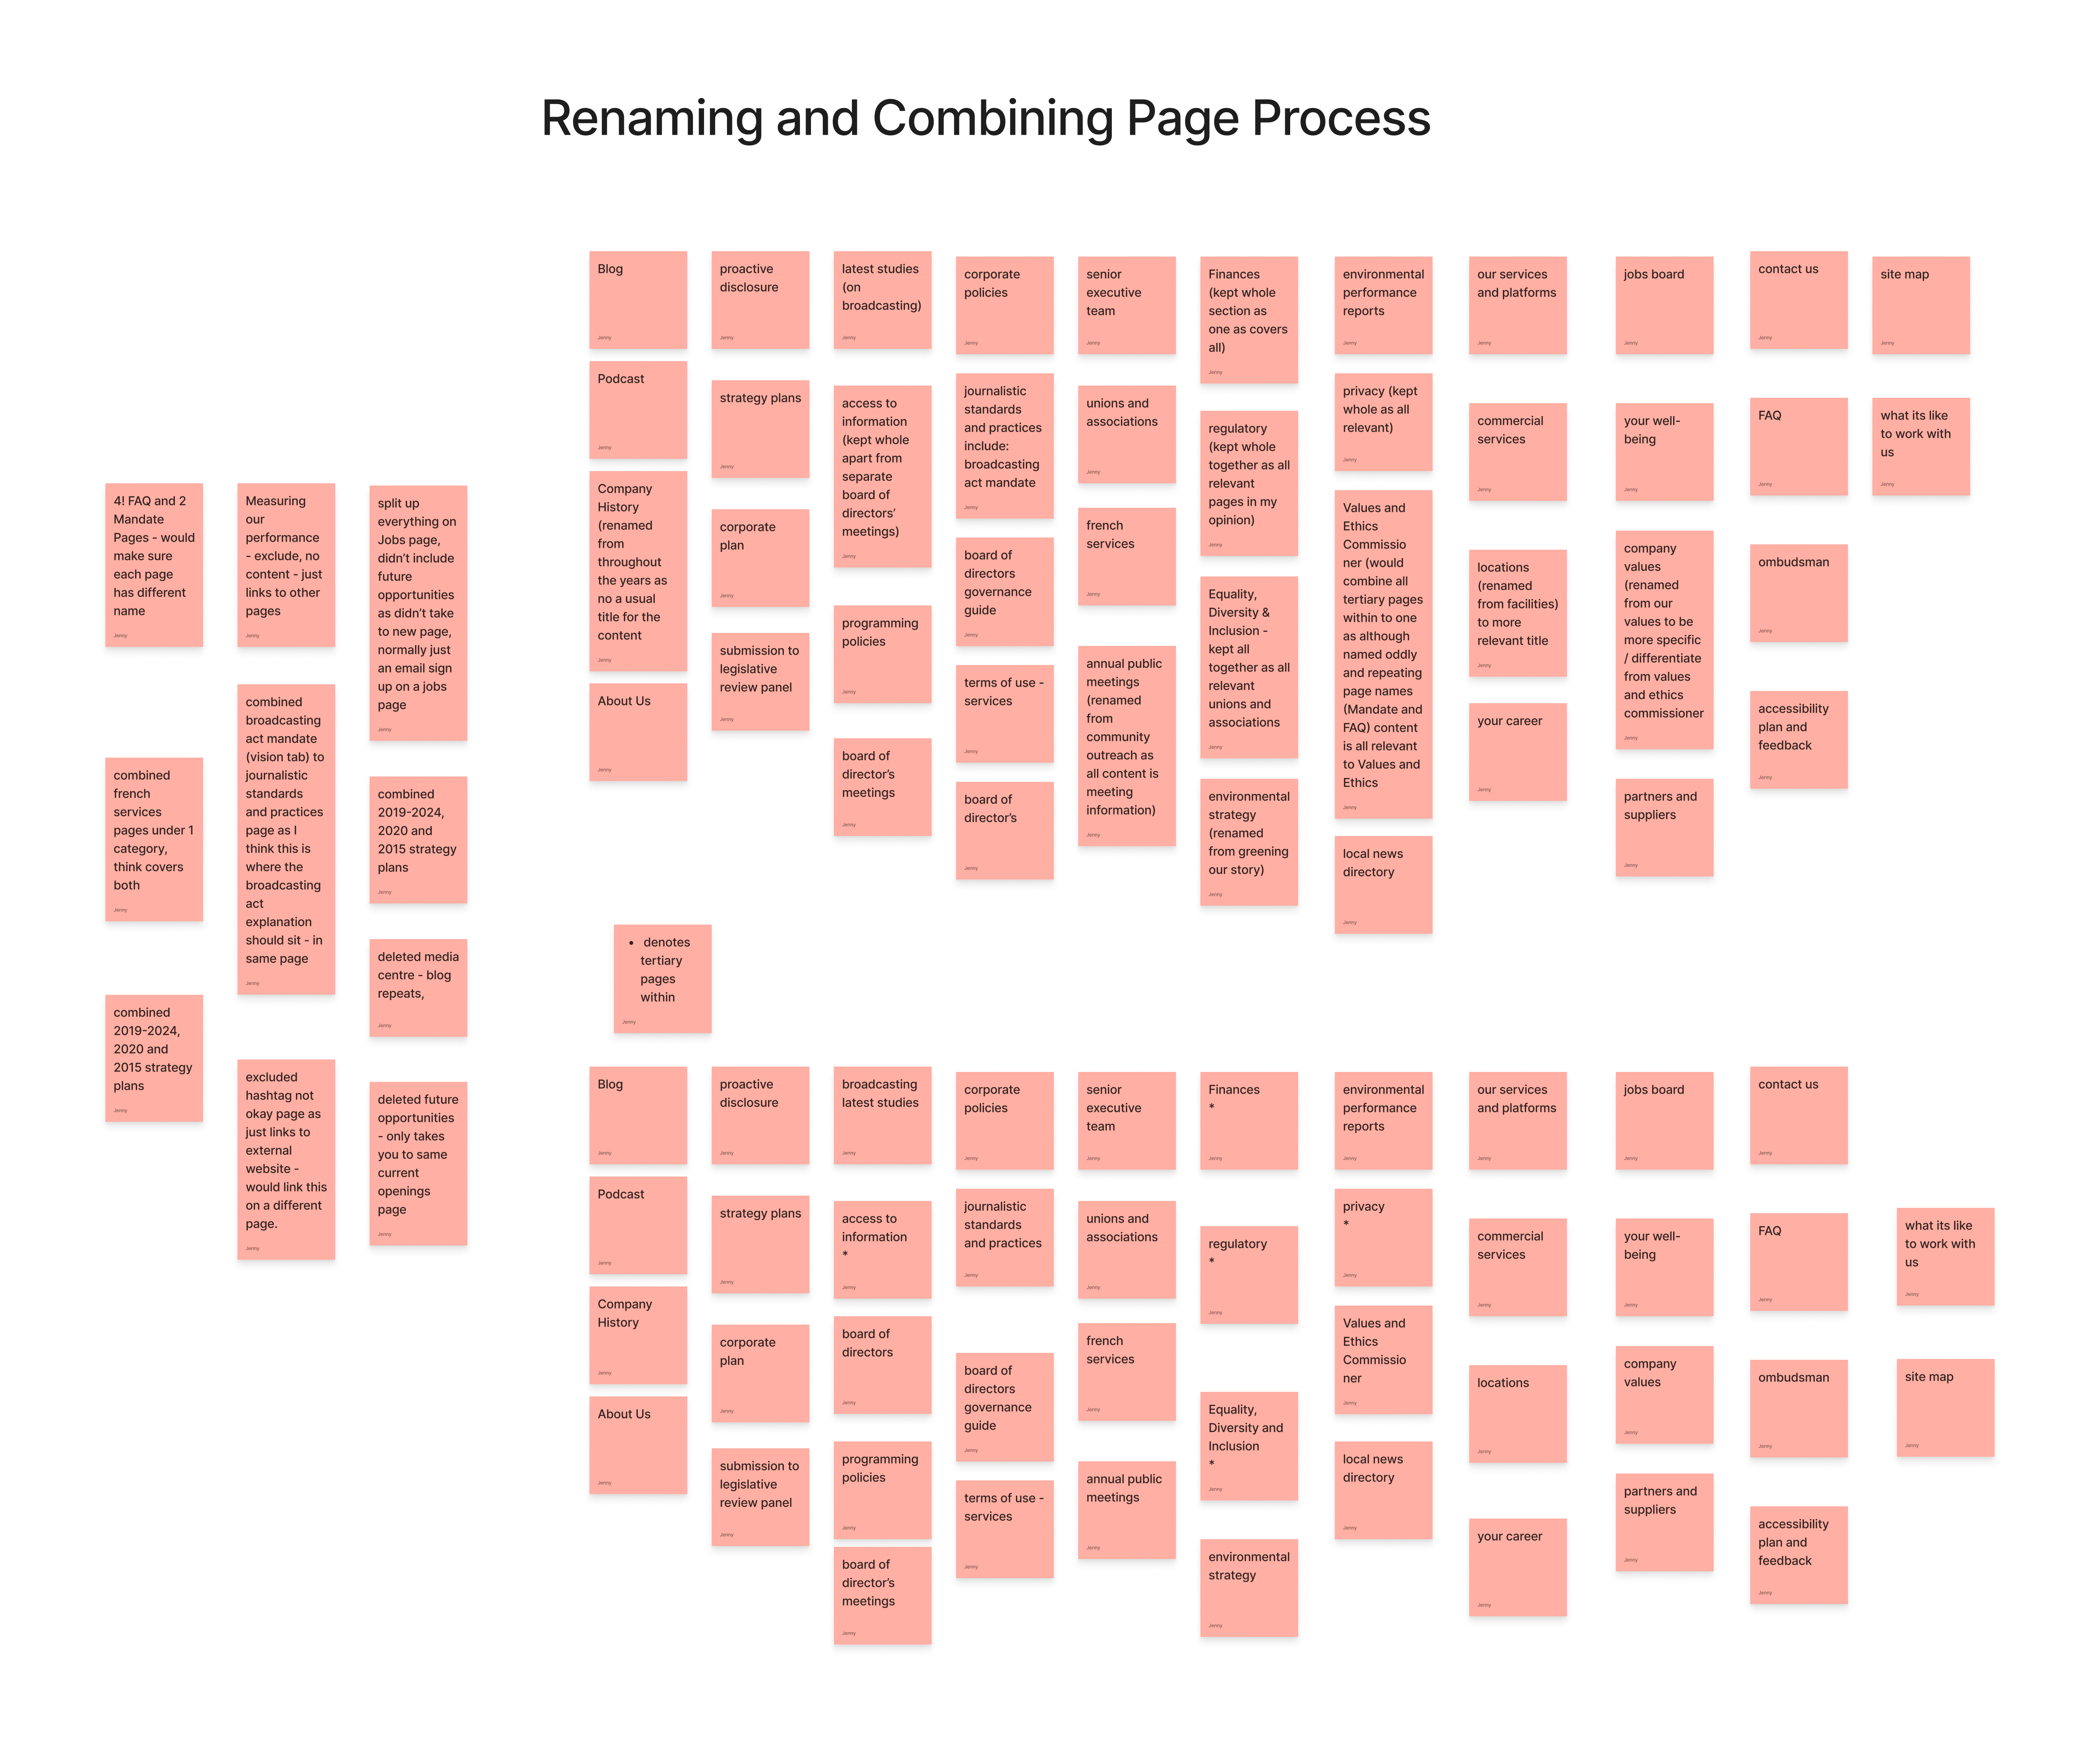 Renaming and Combining Page Process
4! FAQ and 2
Mandate
Pages - would
make sure
each page
has different
name
Jenny
combined
french
services
pages under 1
category,
think covers
both
Jenny
combined
2019-2024,
2020 and
2015 strategy
plans
Jenny
Measuring
our
performance
- exclude, no
content - just
links to other
pages
Jenny
combined
broadcasting
act mandate
(vision tab) to
journalistic
standards
and practices
page as I
think this is
where the
broadcasting
act
explanation
should sit - in
same page
Jenny
excluded
hashtag not
okay page as
just links to
external
website -
would link this
on a different
page.
Jenny
split up
everything on
Jobs page,
didn't include
future
opportunities
as didn't take
to new page,
normally just
an email sign
up on a jobs
page
Jenny
combined
2019-2024,
2020 and
2015 strategy
plans
Jenny
deleted media
centre - blog
repeats,
Jenny
deleted future
opportunities
- only takes
you to same
current
openings
page
Jenny
Blog
Jenny
Podcast
Jenny
Company
History
(renamed
from
throughout
the years as
no a usual
title for the
content
Jenny
About Us
Jenny
proactive
disclosure
Jenny
strategy plans
Jenny
corporate
plan
Jenny
submission to
legislative
review panel
Jenny
latest studies
(on
broadcasting)
Jenny
access to
information
(kept whole
apart from
separate
board of
directors'
meetings)
Jenny
programming
policies
Jenny
board of
director's
meetings
Jenny
corporate
policies
Jenny
journalistic
standards
and practices
include:
broadcasting
act mandate
Jenny
board of
directors
governance
guide
Jenny
terms of use -
services
Jenny
board of
director's
Jenny
senior
executive
team
Jenny
unions and
associations
Jenny
french
services
Jenny
annual public
meetings
(renamed
from
community
outreach as
all content is
meeting
information)
Jenny
Finances
(kept whole
section as
one as covers
all)
Jenny
regulatory
(kept whole
together as all
relevant
pages in my
opinion)
Jenny
Equality,
Diversity &
Inclusion -
kept all
together as all
relevant
unions and
associations
Jenny
environmental
strategy
(renamed
from greening
our story)
Jenny
environmental
performance
reports
Jenny
privacy (kept
whole as all
relevant)
Jenny
Values and
Ethics
Commissio
ner (would
combine all
tertiary pages
within to one
as although
named oddly
and repeating
page names
(Mandate and
FAQ) content
is all relevant
to Values and
Ethics
Jenny
local news
directory
Jenny
our services
and platforms
Jenny
commercial
services
Jenny
locations
(renamed
from facilities)
to more
relevant title
Jenny
your career
Jenny
jobs board
Jenny
your well-
being
Jenny
company
values
(renamed
from our
values to be
more specific
/ differentiate
from values
and ethics
commissioner
Jenny
partners and
suppliers
Jenny
contact us
Jenny
FAQ
Jenny
ombudsman
Jenny
accessibility
plan and
feedback
Jenny
site map
Jenny
what its like
to work with
us
Jenny
• denotes
tertiary
pages
within
Jenny
Blog
Jenny
Podcast
Jenny
Company
History
Jenny
About Us
Jenny
proactive
disclosure
Jenny
strategy plans
Jenny
corporate
plan
Jenny
submission to
legislative
review panel
Jenny
broadcasting
latest studies
Jenny
access to
information
*
Jenny
board of
directors
Jenny
programming
policies
Jenny
board of
director's
meetings
Jenny
corporate
policies
Jenny
journalistic
standards
and practices
Jenny
board of
directors
governance
guide
Jenny
terms of use -
services
Jenny
senior
executive
team
Jenny
unions and
associations
Jenny
french
services
Jenny
annual public
meetings
Jenny
Finances
*
Jenny
regulatory
*
Jenny
Equality,
Diversity and
Inclusion
*
Jenny
environmental
strategy
Jenny
environmental
performance
reports
Jenny
privacy
*
Jenny
Values and
Ethics
Commissio
ner
Jenny
local news
directory
Jenny
our services
and platforms
Jenny
commercial
services
Jenny
locations
Jenny
your career
Jenny
jobs board
Jenny
your well-
being
Jenny
company
values
Jenny
partners and
suppliers
Jenny
contact us
Jenny
FAQ
Jenny
ombudsman
Jenny
accessibility
plan and
feedback
Jenny
what its like
to work with
us
Jenny
site map
Jenny